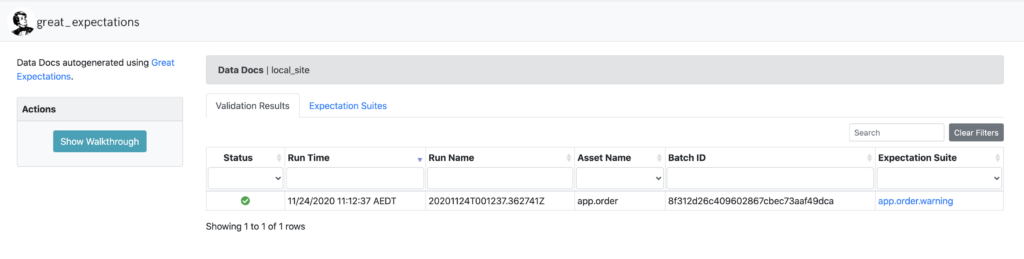 great_expectations
Data Docs autogenerated using Great
Expectations.
Actions
Show Walkthrough
Data Docs | local_site
Validation Results Expectation Suites
Search Clear Filters
Status Run Time Run Name Asset Name Batch ID Expectation Suite
11/24/2020 11:12:37 AEDT 20201124T001237.362741Z app.order 8f312d26c409602867cbec73aaf49dca app.order.warning
Showing 1 to 1 of 1 rows